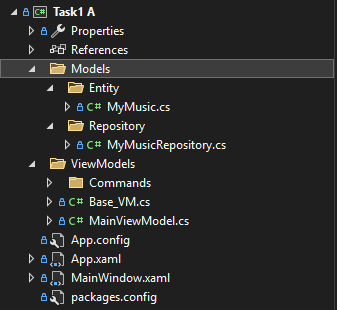 Task1 A
Properties
References
Models
Entity
C# MyMusic.cs
Repository
C# MyMusicRepository.cs
ViewModels
Commands
C# Base_VM.cs
C# MainViewModel.cs
App.config
App.xaml
MainWindow.xaml
packages.config